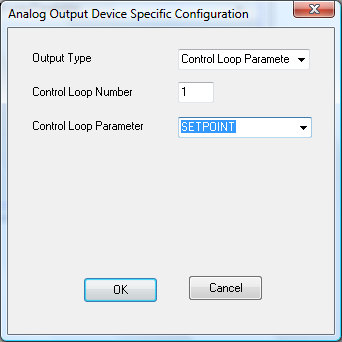 Analog Output Device Specific Configuration
Output Type
Control Loop Paramete
Control Loop Number
1
Control Loop Parameter
SETPOINT
OK
Cancel